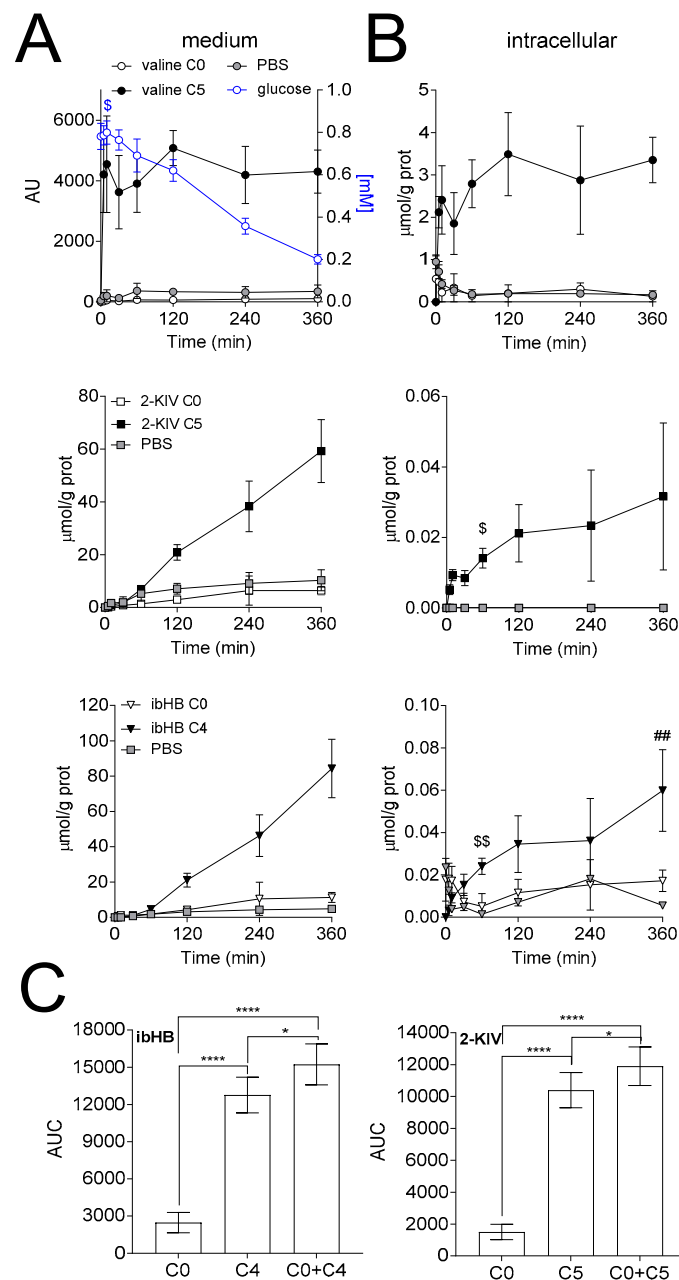 A
medium
B
intracellular
valine C0
PBS
valine C5
glucose
$
6000
4000
2000
0
AU
1.0
0.8
0.6
0.4
0.2
0.0
[mM]
0 120 240 360
Time (min)
5
4
3
2
1
0
µmol/g prot
0 120 240 360
Time (min)
2-KIV C0
2-KIV C5
PBS
80
60
40
20
0
µmol/g prot
0 120 240 360
Time (min)
$
0.06
0.04
0.02
0.00
µmol/g prot
0 120 240 360
Time (min)
ibHB C0
ibHB C4
PBS
120
100
80
60
40
20
0
µmol/g prot
0 120 240 360
Time (min)
##
$$
0.10
0.08
0.06
0.04
0.02
0.00
µmol/g prot
0 120 240 360
Time (min)
C
ibHB
****
****
*
18000
15000
12000
9000
6000
3000
0
AUC
C0 C4 C0+C4
2-KIV
****
****
*
14000
12000
10000
8000
6000
4000
2000
0
AUC
C0 C5 C0+C5